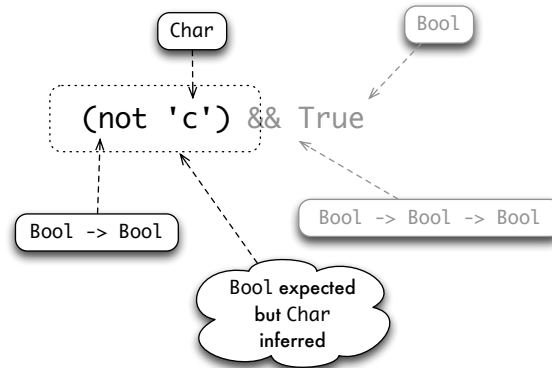 Char
Bool
(not 'c') && True
Bool -> Bool
Bool -> Bool -> Bool
Bool expected
but Char
inferred